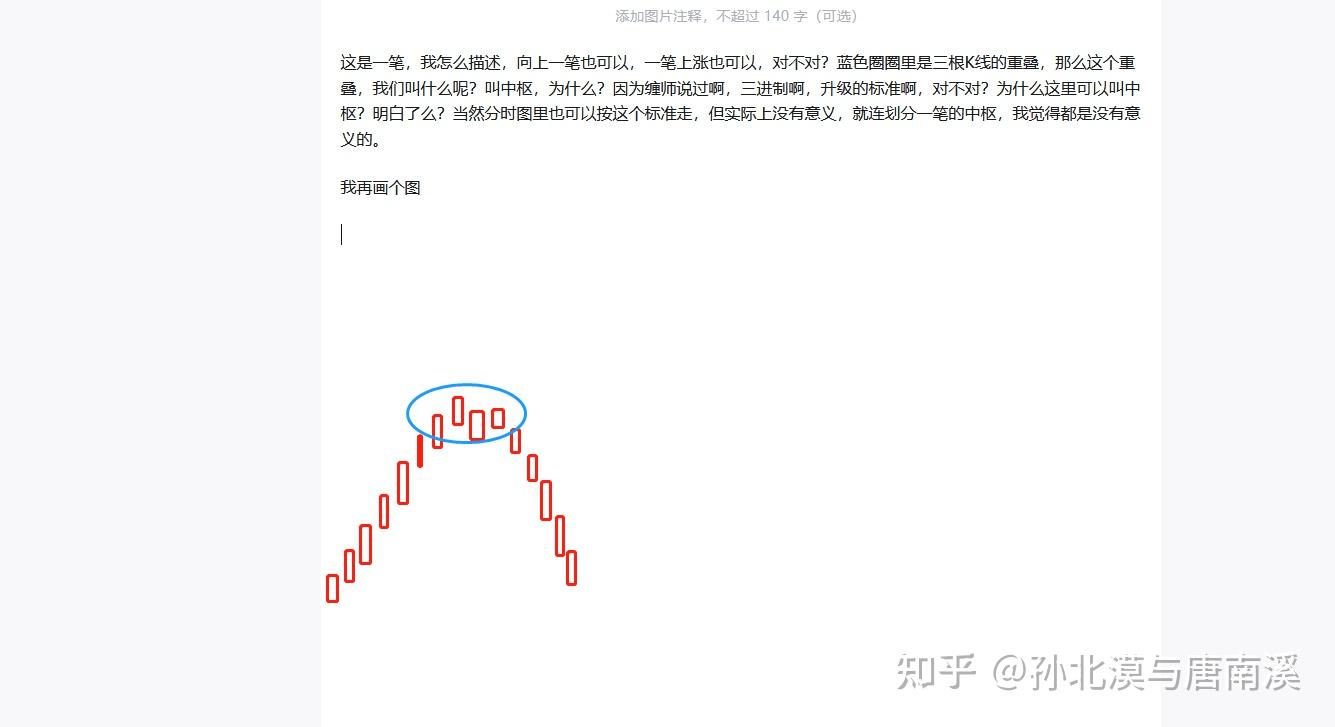 添加图片注释，不超过 140 字（可选）
这是一笔，我怎么描述，向上一笔也可以，一笔上涨也可以，对不对？蓝色圈圈里是三根K线的重叠，那么这个重
叠，我们叫什么呢？叫中枢，为什么？因为缠师说过啊，三进制啊，升级的标准啊，对不对？为什么这里可以叫中
枢？明白了么？当然分时图里也可以按这个标准走，但实际上没有意义，就连划分一笔的中枢，我觉得都是没有意
义的。
我再画个图
知乎 @孙北漠与唐南溪